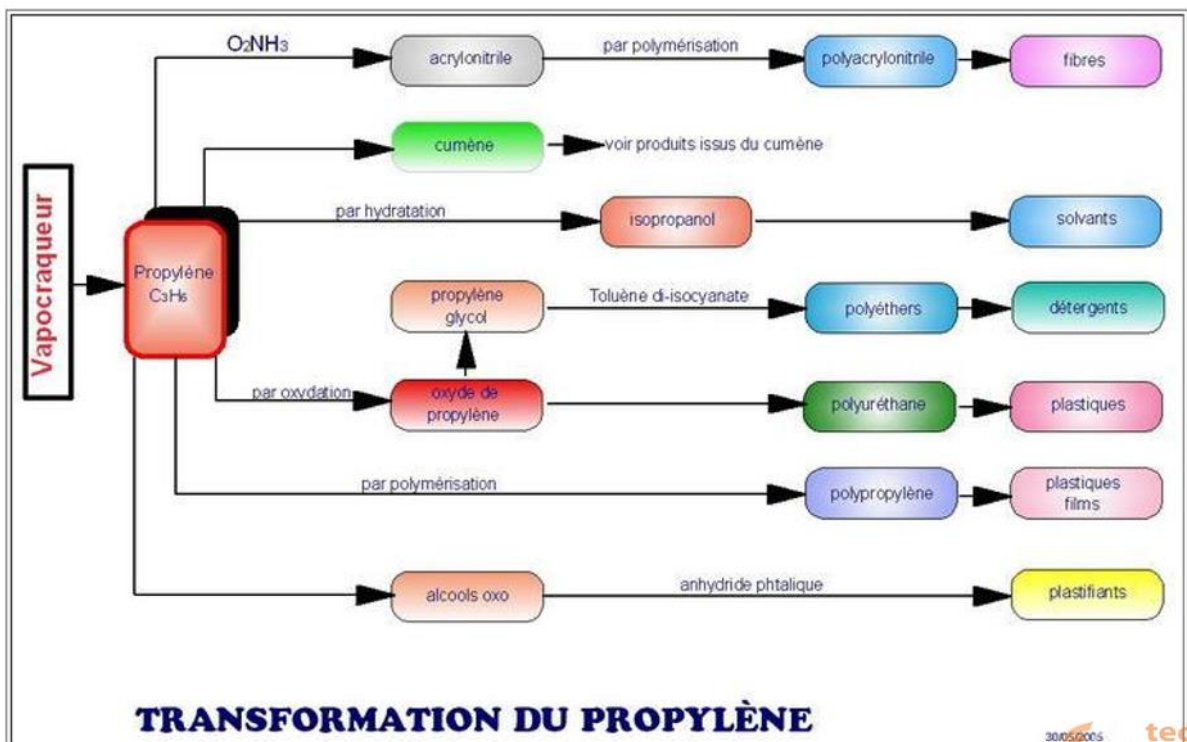 O2NH3
acrylonitrile
par polymérisation
polyacrylonitrile
fibres
cumène
voir produits issus du cumène
Vapocraqueur
Propylène
C3H6
par hydratation
isopropanol
solvants
propylène
glycol
Toluène di-isocyanate
polyéthers
détergents
par oxydation
oxyde de
propylène
polyuréthane
plastiques
par polymérisation
polypropylène
plastiques
films
alcools oxo
anhydride phtalique
plastifiants
TRANSFORMATION DU PROPYLÈNE
30/05/2005